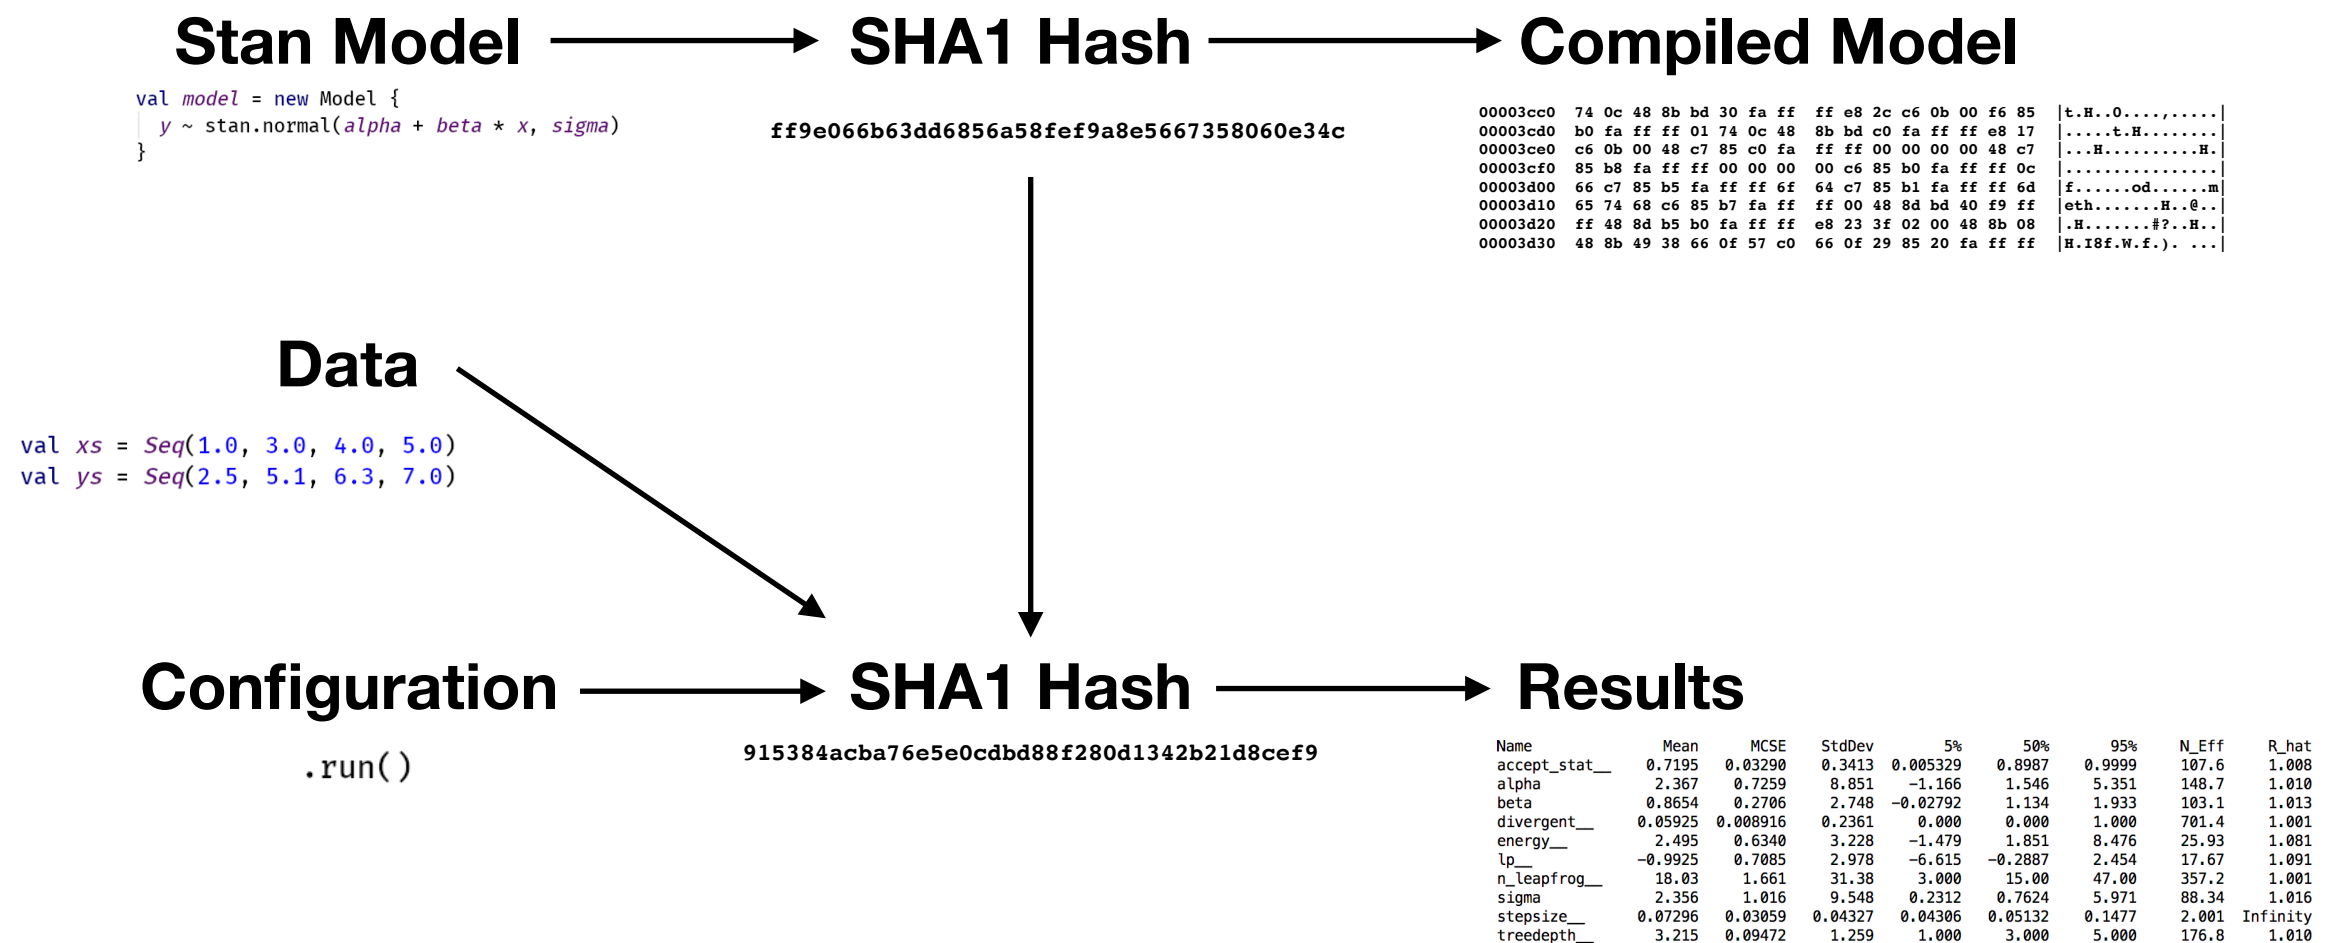 Stan Model
SHA1 Hash
Compiled Model
val model = new Model {
y ~ stan.normal(alpha + beta * x, sigma)
}
ff9e066b63dd6856a58fef9a8e5667358060e34c
00003cc0  74 0c 48 8b bd 30 fa ff  ff e8 2c c6 0b 00 f6 85  |t.H..0....,.....|
00003cd0  b0 fa ff ff 01 74 0c 48  8b bd c0 fa ff ff e8 17  |.....t.H........|
00003ce0  c6 0b 00 48 c7 85 c0 fa  ff ff 00 00 00 00 48 c7  |...H..........H.|
00003cf0  85 b8 fa ff ff 00 00 00  00 c6 85 b0 fa ff ff 0c  |................|
00003d00  66 c7 85 b5 fa ff ff 6f  64 c7 85 b1 fa ff ff 6d  |f......od......m|
00003d10  65 74 68 c6 85 b7 fa ff  ff 00 48 8d bd 40 f9 ff  |eth.......H..@..|
00003d20  ff 48 8d b5 b0 fa ff ff  e8 23 3f 02 00 48 8b 08  |.H.......#?..H..|
00003d30  48 8b 49 38 66 0f 57 c0  66 0f 29 85 20 fa ff ff  |H.I8f.W.f.). ...|
Data
val xs = Seq(1.0, 3.0, 4.0, 5.0)
val ys = Seq(2.5, 5.1, 6.3, 7.0)
Configuration
SHA1 Hash
Results
.run()
915384acba76e5e0cdbd88f280d1342b21d8cef9
Name Mean MCSE StdDev 5% 50% 95% N_Eff R_hat
accept_stat__ 0.7195 0.03290 0.3413 0.005329 0.8987 0.9999 107.6 1.008
alpha 2.367 0.7259 8.851 -1.166 1.546 5.351 148.7 1.010
beta 0.8654 0.2706 2.748 -0.02792 1.134 1.933 103.1 1.013
divergent__ 0.05925 0.008916 0.2361 0.000 0.000 1.000 701.4 1.001
energy__ 2.495 0.6340 3.228 -1.479 1.851 8.476 25.93 1.081
lp__ -0.9925 0.7085 2.978 -6.615 -0.2887 2.454 17.67 1.091
n_leapfrog__ 18.03 1.661 31.38 3.000 15.00 47.00 357.2 1.001
sigma 2.356 1.016 9.548 0.2312 0.7624 5.971 88.34 1.016
stepsize__ 0.07296 0.03059 0.04327 0.04306 0.05132 0.1477 2.001 Infinity
treedepth__ 3.215 0.09472 1.259 1.000 3.000 5.000 176.8 1.010